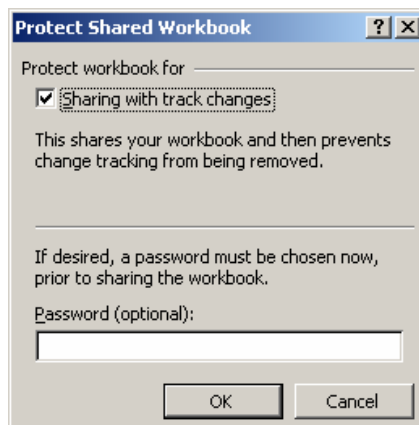 Protect Shared Workbook
Protect workbook for
Sharing with track changes
This shares your workbook and then prevents
change tracking from being removed.
If desired, a password must be chosen now,
prior to sharing the workbook.
Password (optional):
OK
Cancel